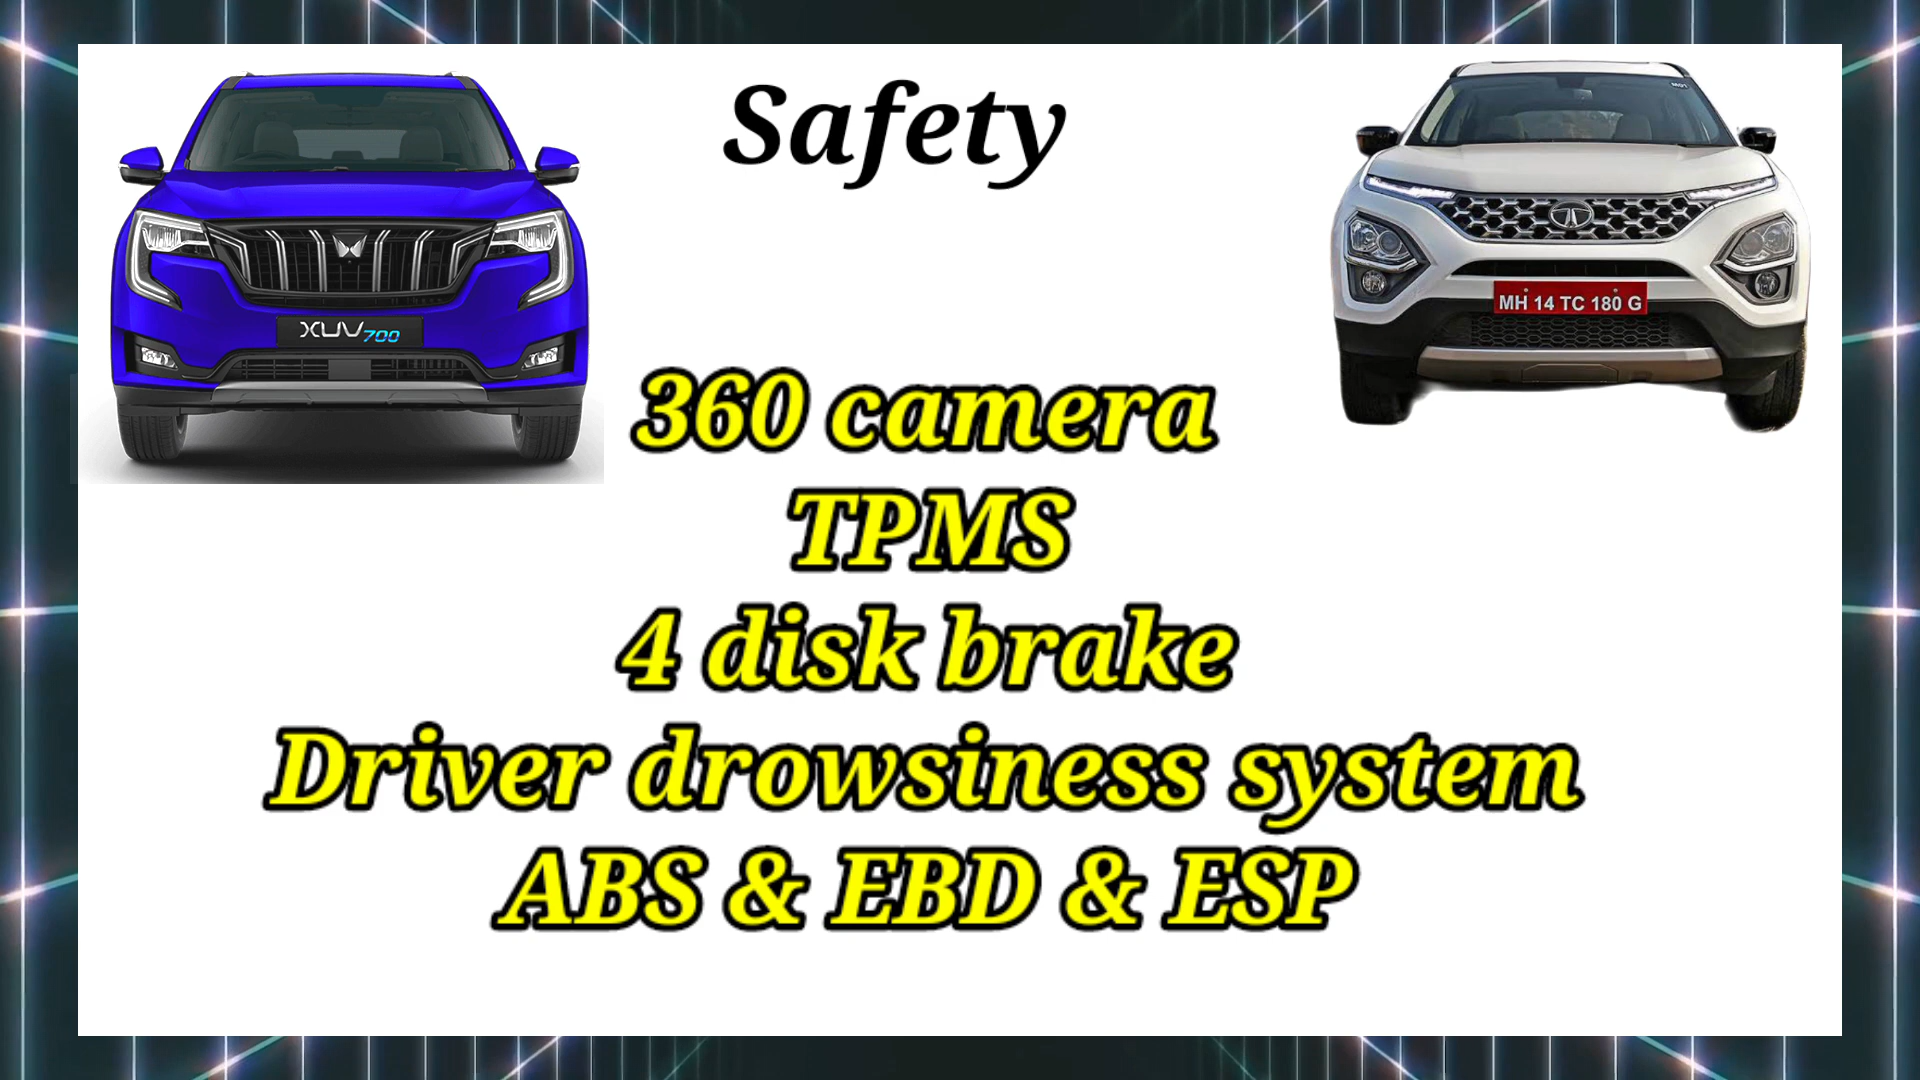 Safety
XUV700
MH 14 TC 180 G
360 camera
TPMS
4 disk brake
Driver drowsiness system
ABS & EBD & ESP